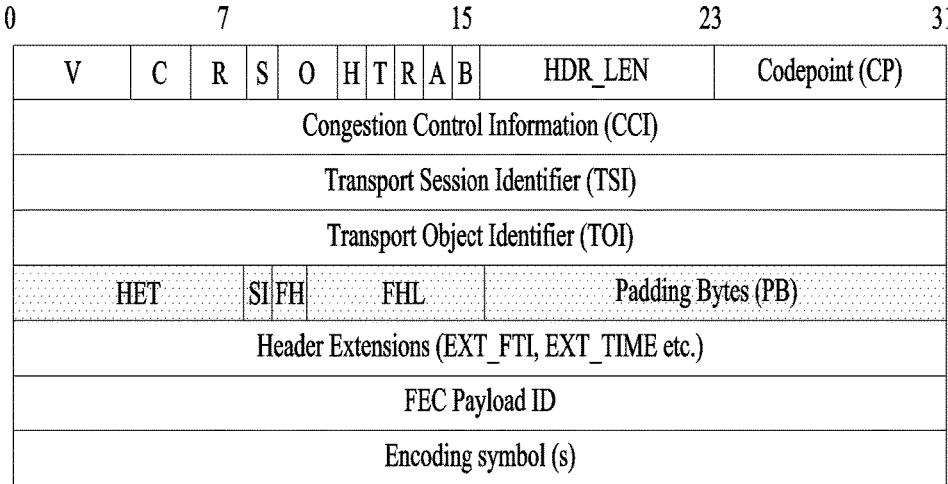 0 7 15 23 31
V C R S O H T R A B HDR_LEN Codepoint (CP)
Congestion Control Information (CCI)
Transport Session Identifier (TSI)
Transport Object Identifier (TOI)
HET SI FH FHL Padding Bytes (PB)
Header Extensions (EXT_FTI, EXT_TIME etc.)
FEC Payload ID
Encoding symbol (s)